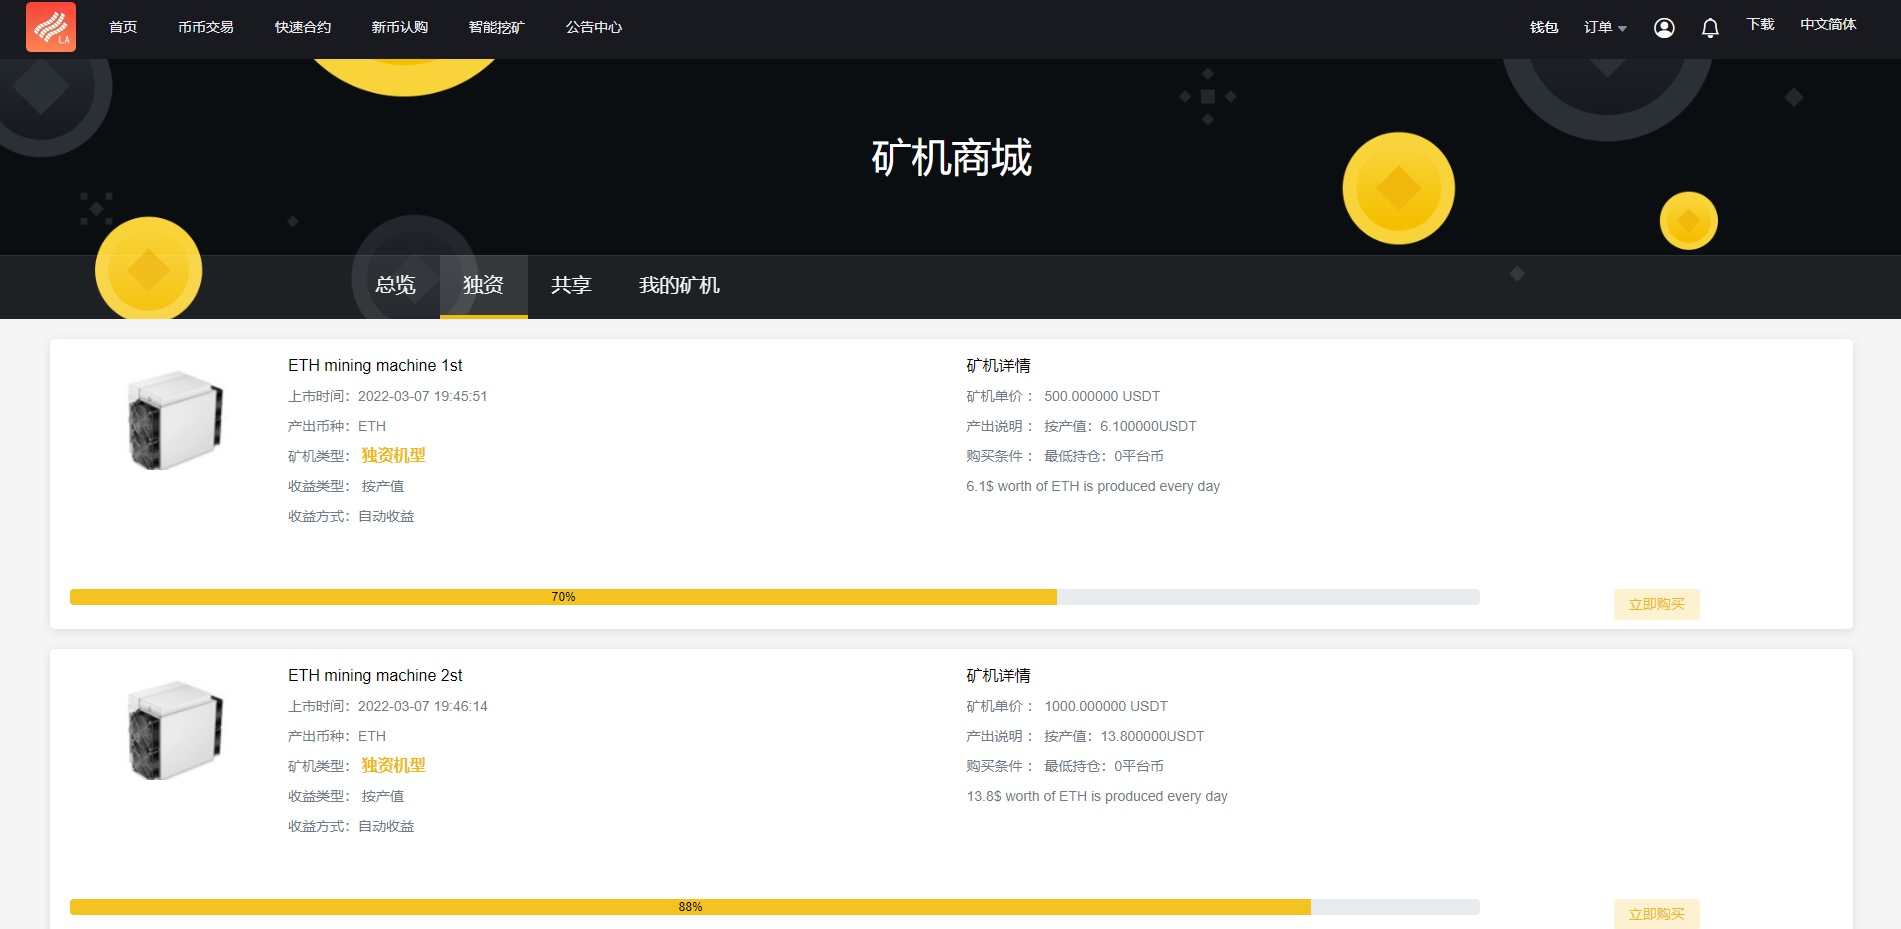 LA 首页 币币交易 快速合约 新币认购 智能挖矿 公告中心 钱包 订单 下载 中文简体
矿机商城
总览 独资 共享 我的矿机
ETH mining machine 1st
上市时间：2022-03-07 19:45:51
产出币种：ETH
矿机类型： 独资机型
收益类型： 按产值
收益方式：自动收益
矿机详情
矿机单价： 500.000000 USDT
产出说明： 按产值：6.100000USDT
购买条件： 最低持仓：0平台币
6.1$ worth of ETH is produced every day
70%
立即购买
ETH mining machine 2st
上市时间：2022-03-07 19:46:14
产出币种：ETH
矿机类型： 独资机型
收益类型： 按产值
收益方式：自动收益
矿机详情
矿机单价： 1000.000000 USDT
产出说明： 按产值：13.800000USDT
购买条件： 最低持仓：0平台币
13.8$ worth of ETH is produced every day
88%
立即购买